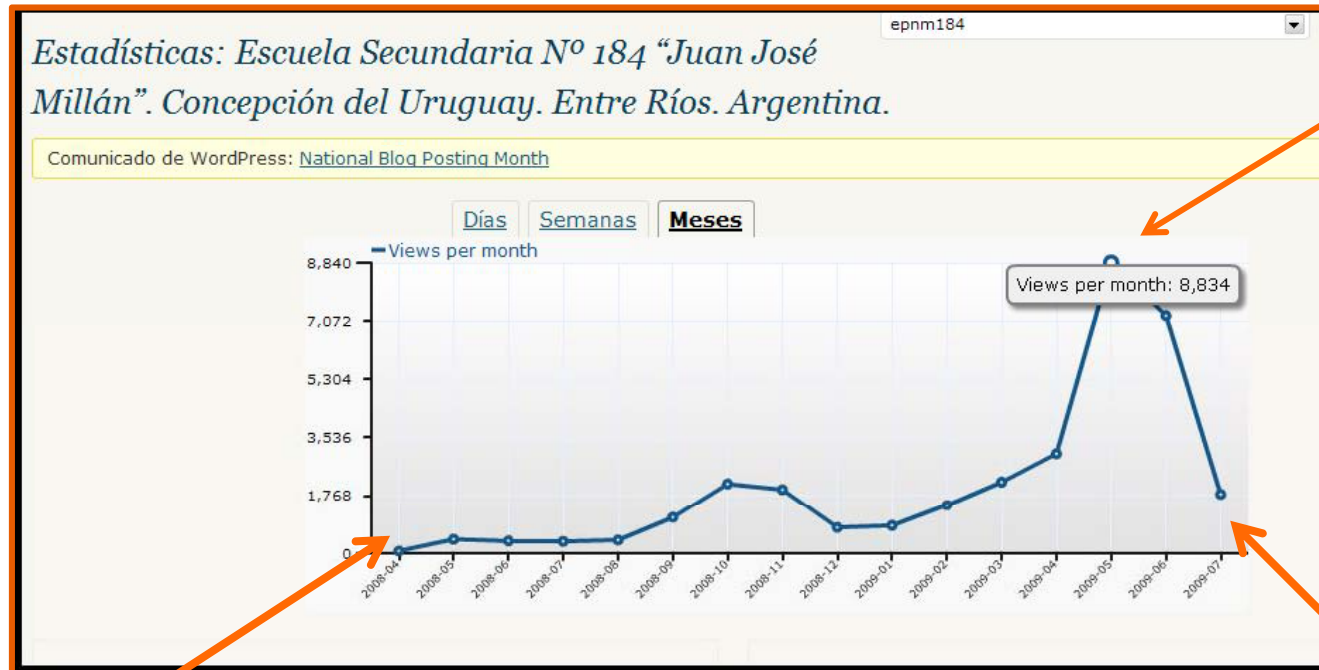 epnm184
Estadísticas: Escuela Secundaria Nº 184 “Juan José
Millán”. Concepción del Uruguay. Entre Ríos. Argentina.
Comunicado de WordPress: National Blog Posting Month
Días Semanas Meses
Views per month
8,840
Views per month: 8,834
7,072
5,304
3,536
1,768
0
2008-04 2008-05 2008-06 2008-07 2008-08 2008-09 2008-10 2008-11 2008-12 2009-01 2009-02 2009-03 2009-04 2009-05 2009-06 2009-07